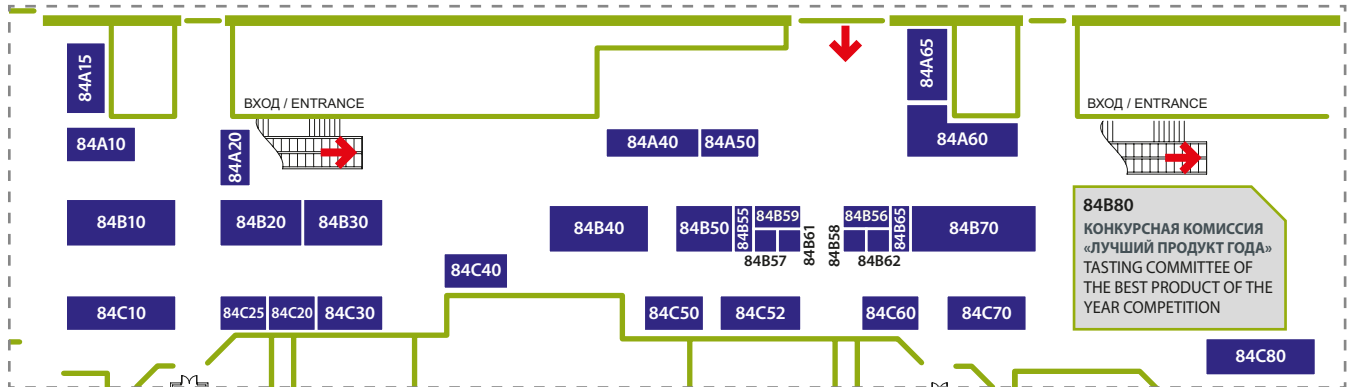 84A15
84A65
ВХОД / ENTRANCE
ВХОД / ENTRANCE
84A10
84A20
84A40
84A50
84A60
84B10
84B20
84B30
84B40
84B50
84B55
84B59
84B61
84B57
84B58
84B56
84B65
84B62
84B70
84B80
КОНКУРСНАЯ КОМИССИЯ
«ЛУЧШИЙ ПРОДУКТ ГОДА»
TASTING COMMITTEE OF
THE BEST PRODUCT OF THE
YEAR COMPETITION
84C40
84C10
84C25
84C20
84C30
84C50
84C52
84C60
84C70
84C80